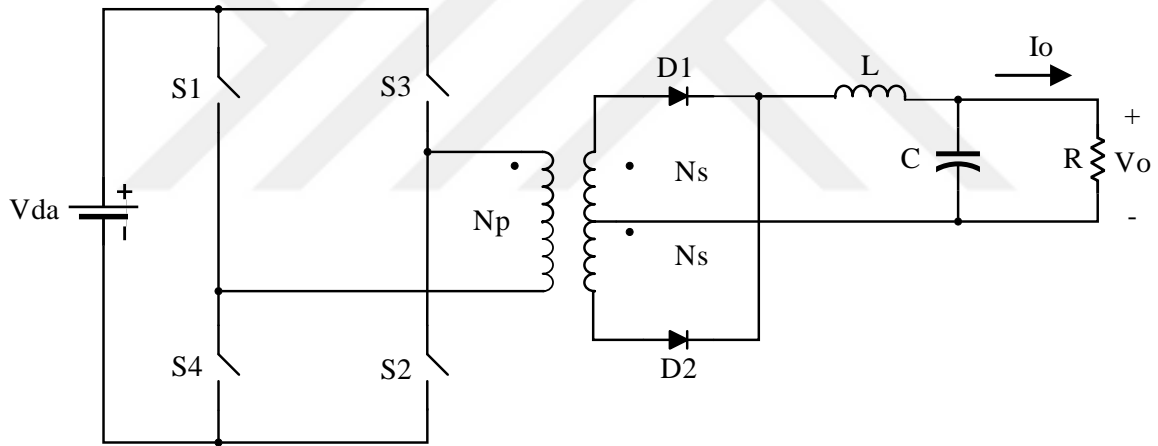 Io
L
D1
S1
S3
+
C
R
Vo
Ns
Vda
+
-
Np
-
Ns
S4
S2
D2